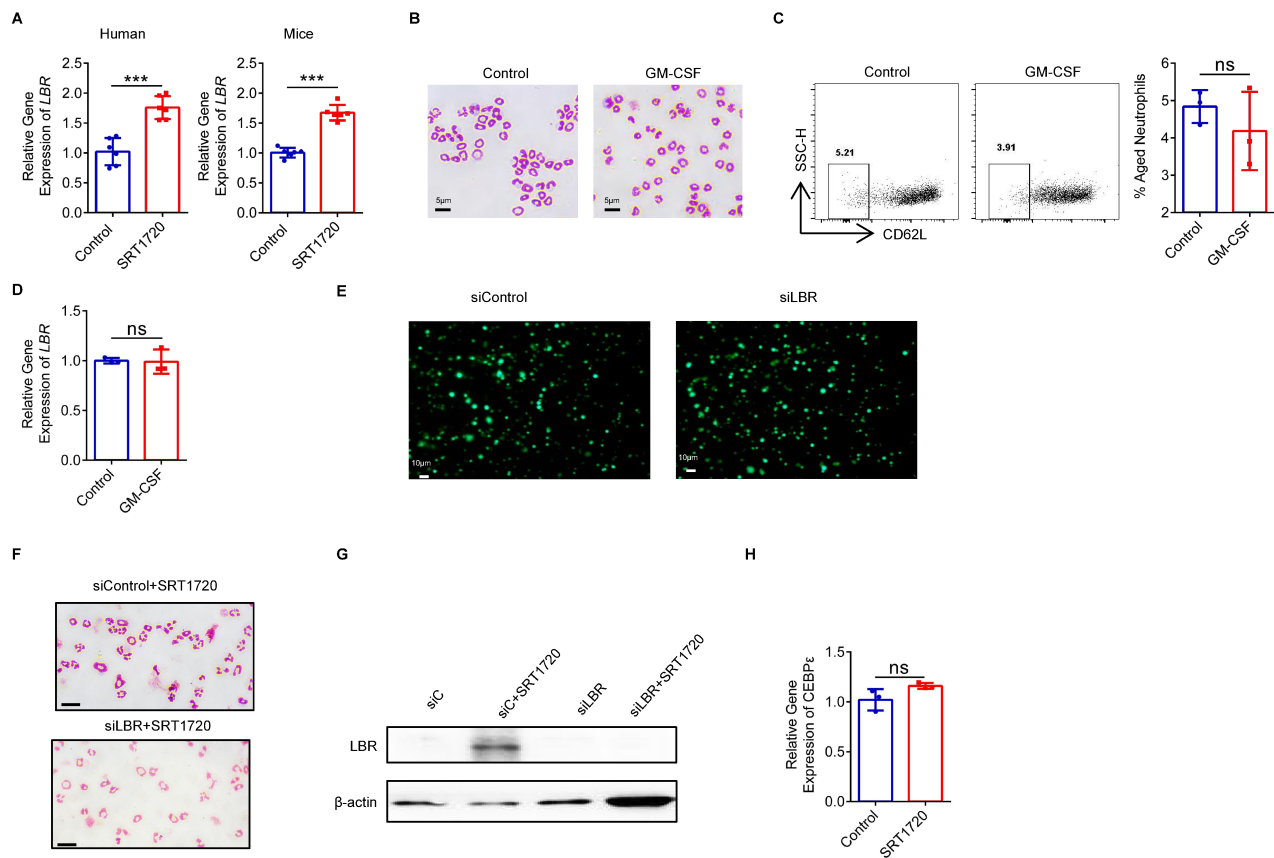 A
Human
Mice
Relative Gene
Expression of LBR
2.5
2.0
1.5
1.0
0.5
0.0
***
Control
SRT1720
Relative Gene
Expression of LBR
2.5
2.0
1.5
1.0
0.5
0.0
***
Control
SRT1720
B
Control
GM-CSF
5μm
5μm
C
Control
GM-CSF
SSC-H
5.21
3.91
CD62L
% Aged Neutrophils
6
5
4
3
2
ns
Control
GM-CSF
D
Relative Gene
Expression of LBR
1.5
1.0
0.5
0.0
ns
Control
GM-CSF
E
siControl
siLBR
10μm
10μm
F
siControl+SRT1720
siLBR+SRT1720
G
siC
siC+SRT1720
siLBR
siLBR+SRT1720
LBR
β-actin
H
Relative Gene
Expression of CEBPε
1.5
1.0
0.5
0.0
ns
Control
SRT1720